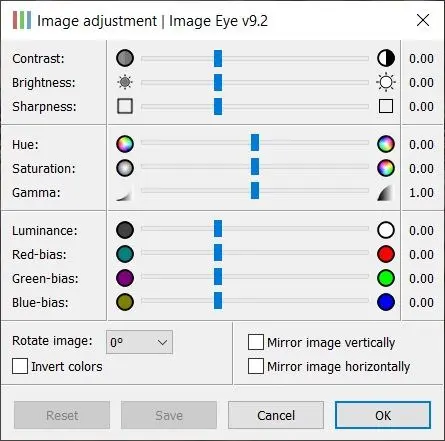 Image adjustment | Image Eye v9.2
Contrast: 0.00
Brightness: 0.00
Sharpness: 0.00
Hue: 0.00
Saturation: 0.00
Gamma: 1.00
Luminance: 0.00
Red-bias: 0.00
Green-bias: 0.00
Blue-bias: 0.00
Rotate image: 0° Mirror image vertically
Invert colors Mirror image horizontally
Reset Save Cancel OK